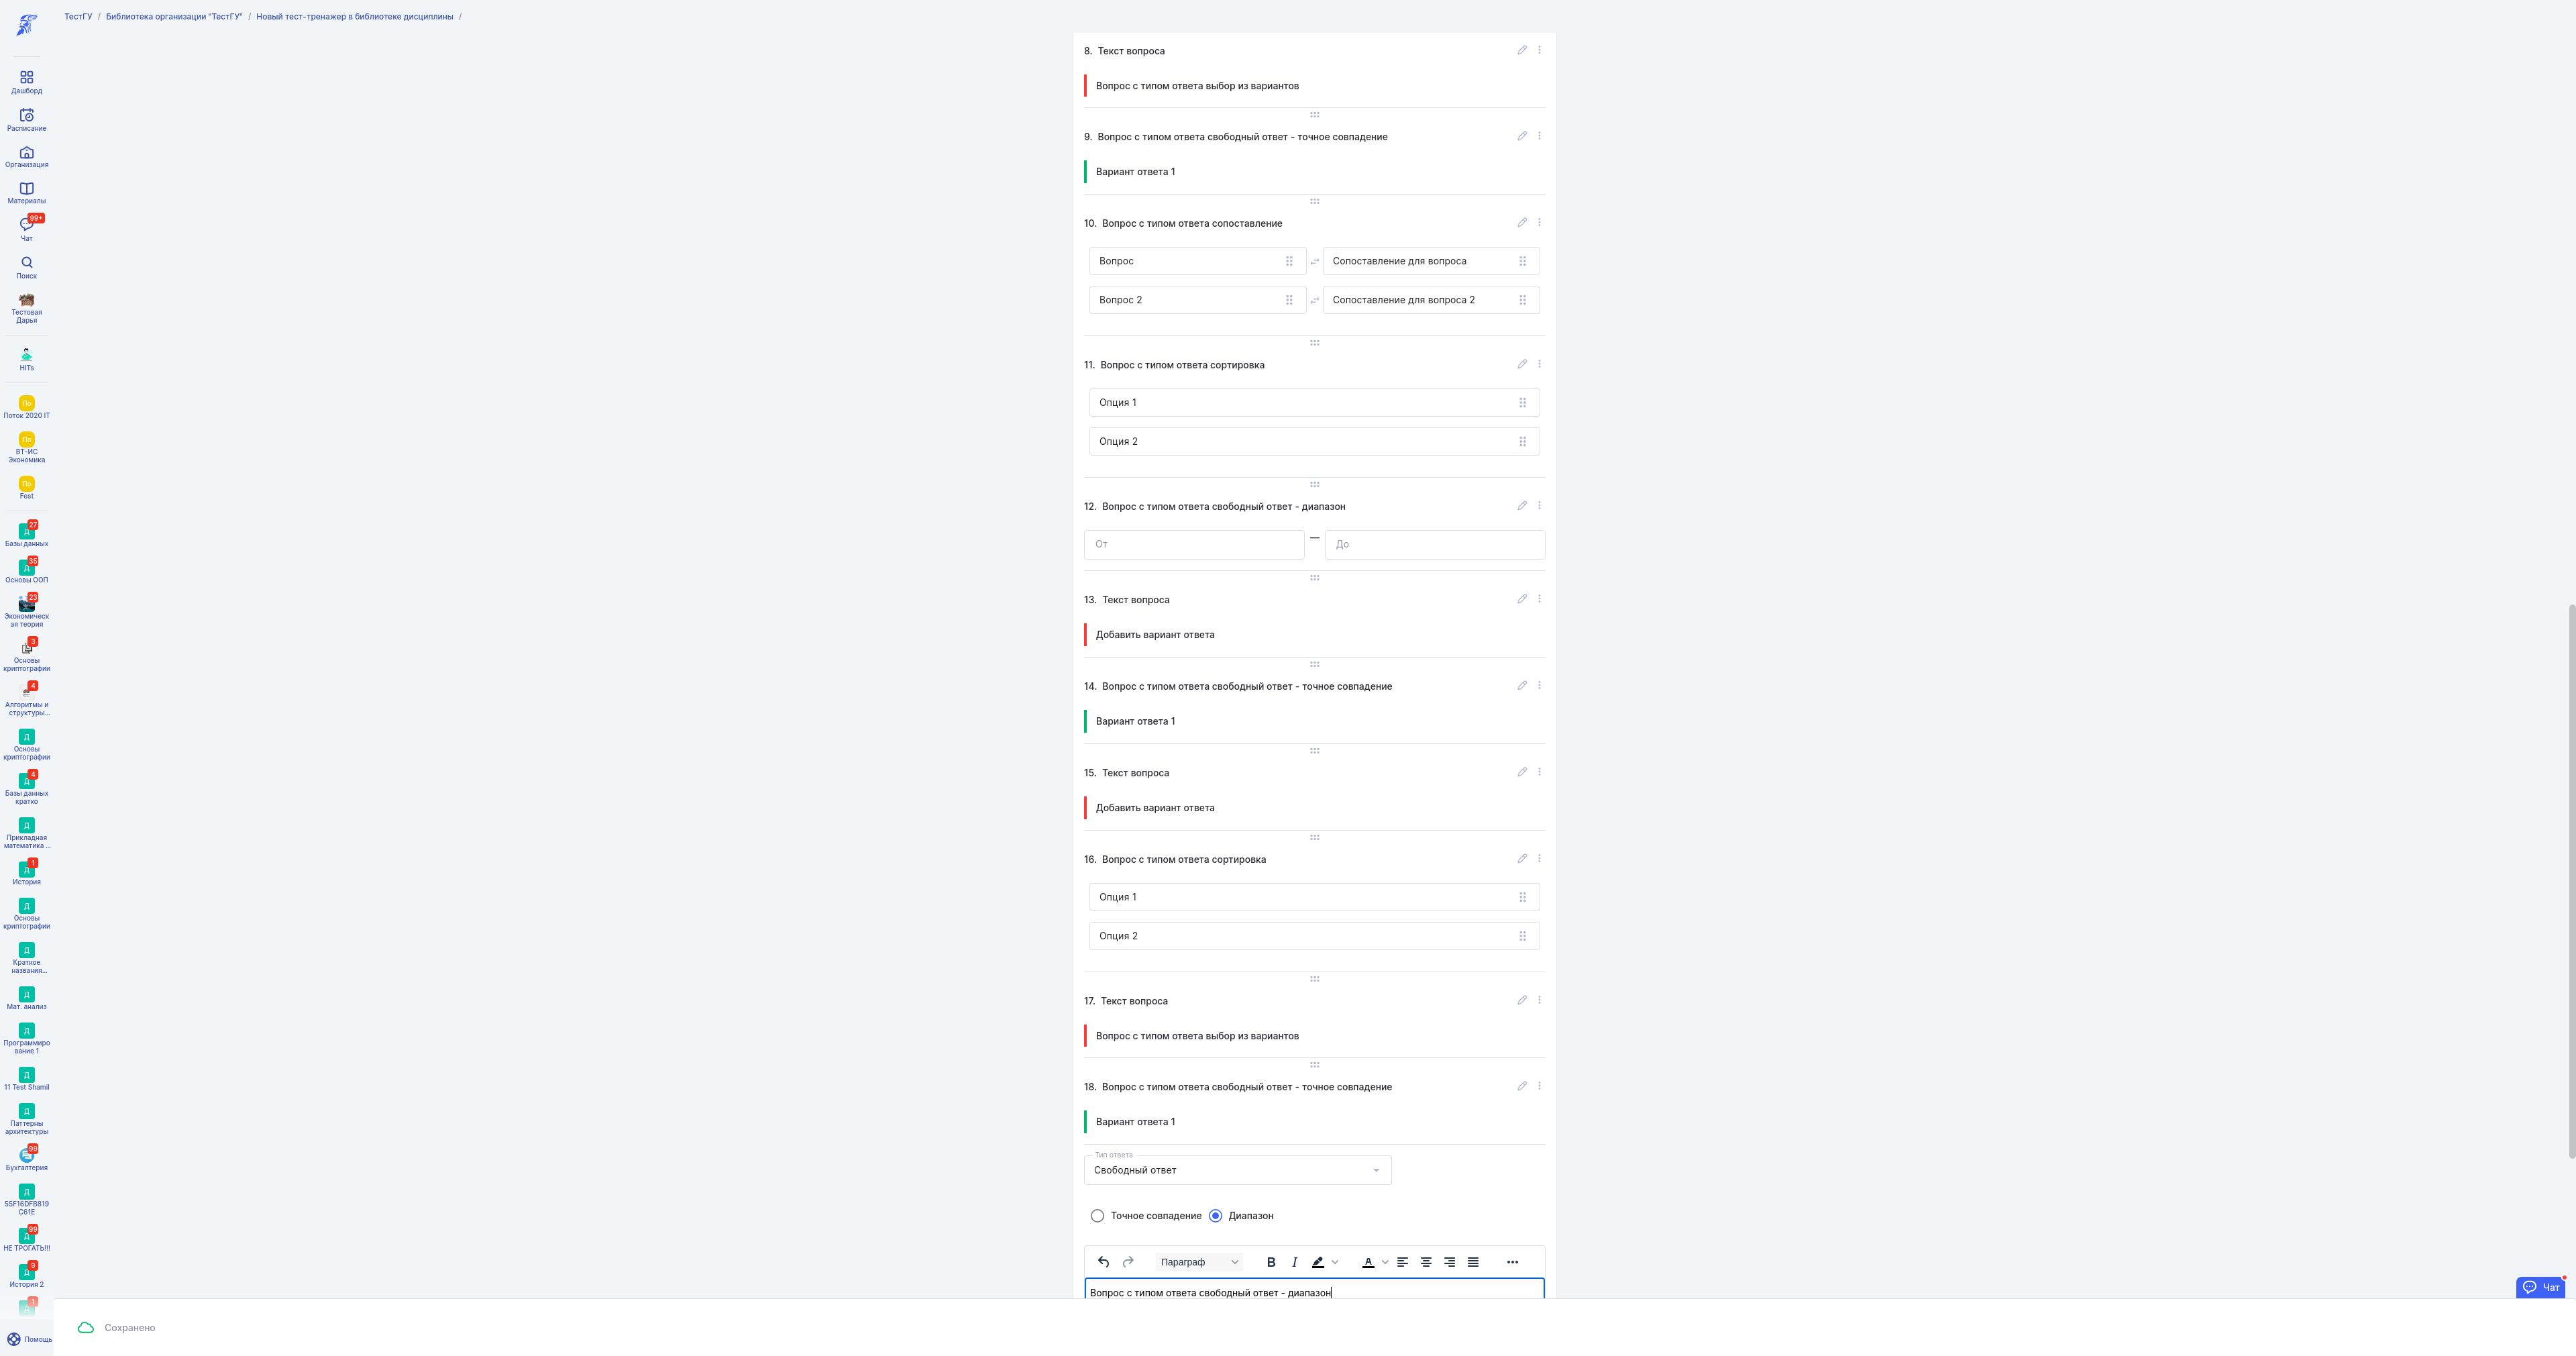 ТестГУ / Библиотека организации "ТестГУ" / Новый тест-тренажер в библиотеке дисциплины /
Дашборд
Расписание
Организация
Материалы
99+
Чат
Поиск
Тестовая
Дарья
HITs
По
Поток 2020 IT
По
ВТ-ИС
Экономика
По
Fest
27
Д
Базы данных
35
Д
Основы ООП
23
Экономическ
ая теория
3
Основы
криптографии
4
Алгоритмы и
структуры...
Д
Основы
криптографии
4
Д
Базы данных
кратко
Д
Прикладная
математика ...
1
Д
История
Д
Основы
криптографии
Д
Краткое
названия...
Д
Мат. анализ
Д
Программиро
вание 1
Д
11 Test Shamil
Д
Паттерны
архитектуры
99
Бухгалтерия
Д
55F16DFB819
C61E
99
Д
НЕ ТРОГАТЬ!!!
9
Д
История 2
1
Д
Помощь
8. Текст вопроса
Вопрос с типом ответа выбор из вариантов
9. Вопрос с типом ответа свободный ответ - точное совпадение
Вариант ответа 1
10. Вопрос с типом ответа сопоставление
Вопрос Сопоставление для вопроса
Вопрос 2 Сопоставление для вопроса 2
11. Вопрос с типом ответа сортировка
Опция 1
Опция 2
12. Вопрос с типом ответа свободный ответ - диапазон
От — До
13. Текст вопроса
Добавить вариант ответа
14. Вопрос с типом ответа свободный ответ - точное совпадение
Вариант ответа 1
15. Текст вопроса
Добавить вариант ответа
16. Вопрос с типом ответа сортировка
Опция 1
Опция 2
17. Текст вопроса
Вопрос с типом ответа выбор из вариантов
18. Вопрос с типом ответа свободный ответ - точное совпадение
Вариант ответа 1
Тип ответа
Свободный ответ
Точное совпадение Диапазон
Параграф B I A
Вопрос с типом ответа свободный ответ - диапазон
Чат
Сохранено